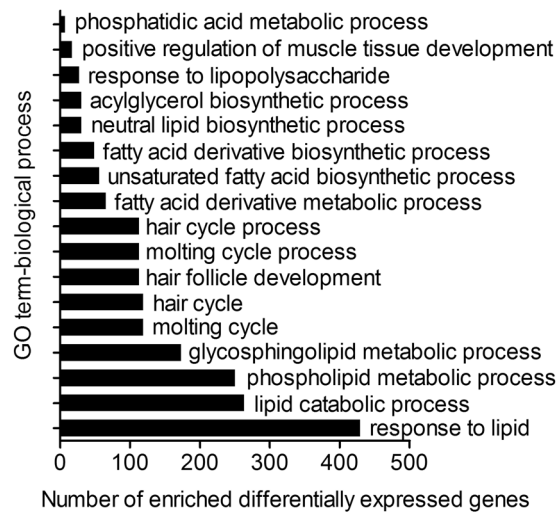 phosphatidic acid metabolic process
positive regulation of muscle tissue development
response to lipopolysaccharide
acylglycerol biosynthetic process
neutral lipid biosynthetic process
fatty acid derivative biosynthetic process
unsaturated fatty acid biosynthetic process
fatty acid derivative metabolic process
hair cycle process
molting cycle process
hair follicle development
hair cycle
molting cycle
glycosphingolipid metabolic process
phospholipid metabolic process
lipid catabolic process
response to lipid
GO term-biological process
0 100 200 300 400 500
Number of enriched differentially expressed genes